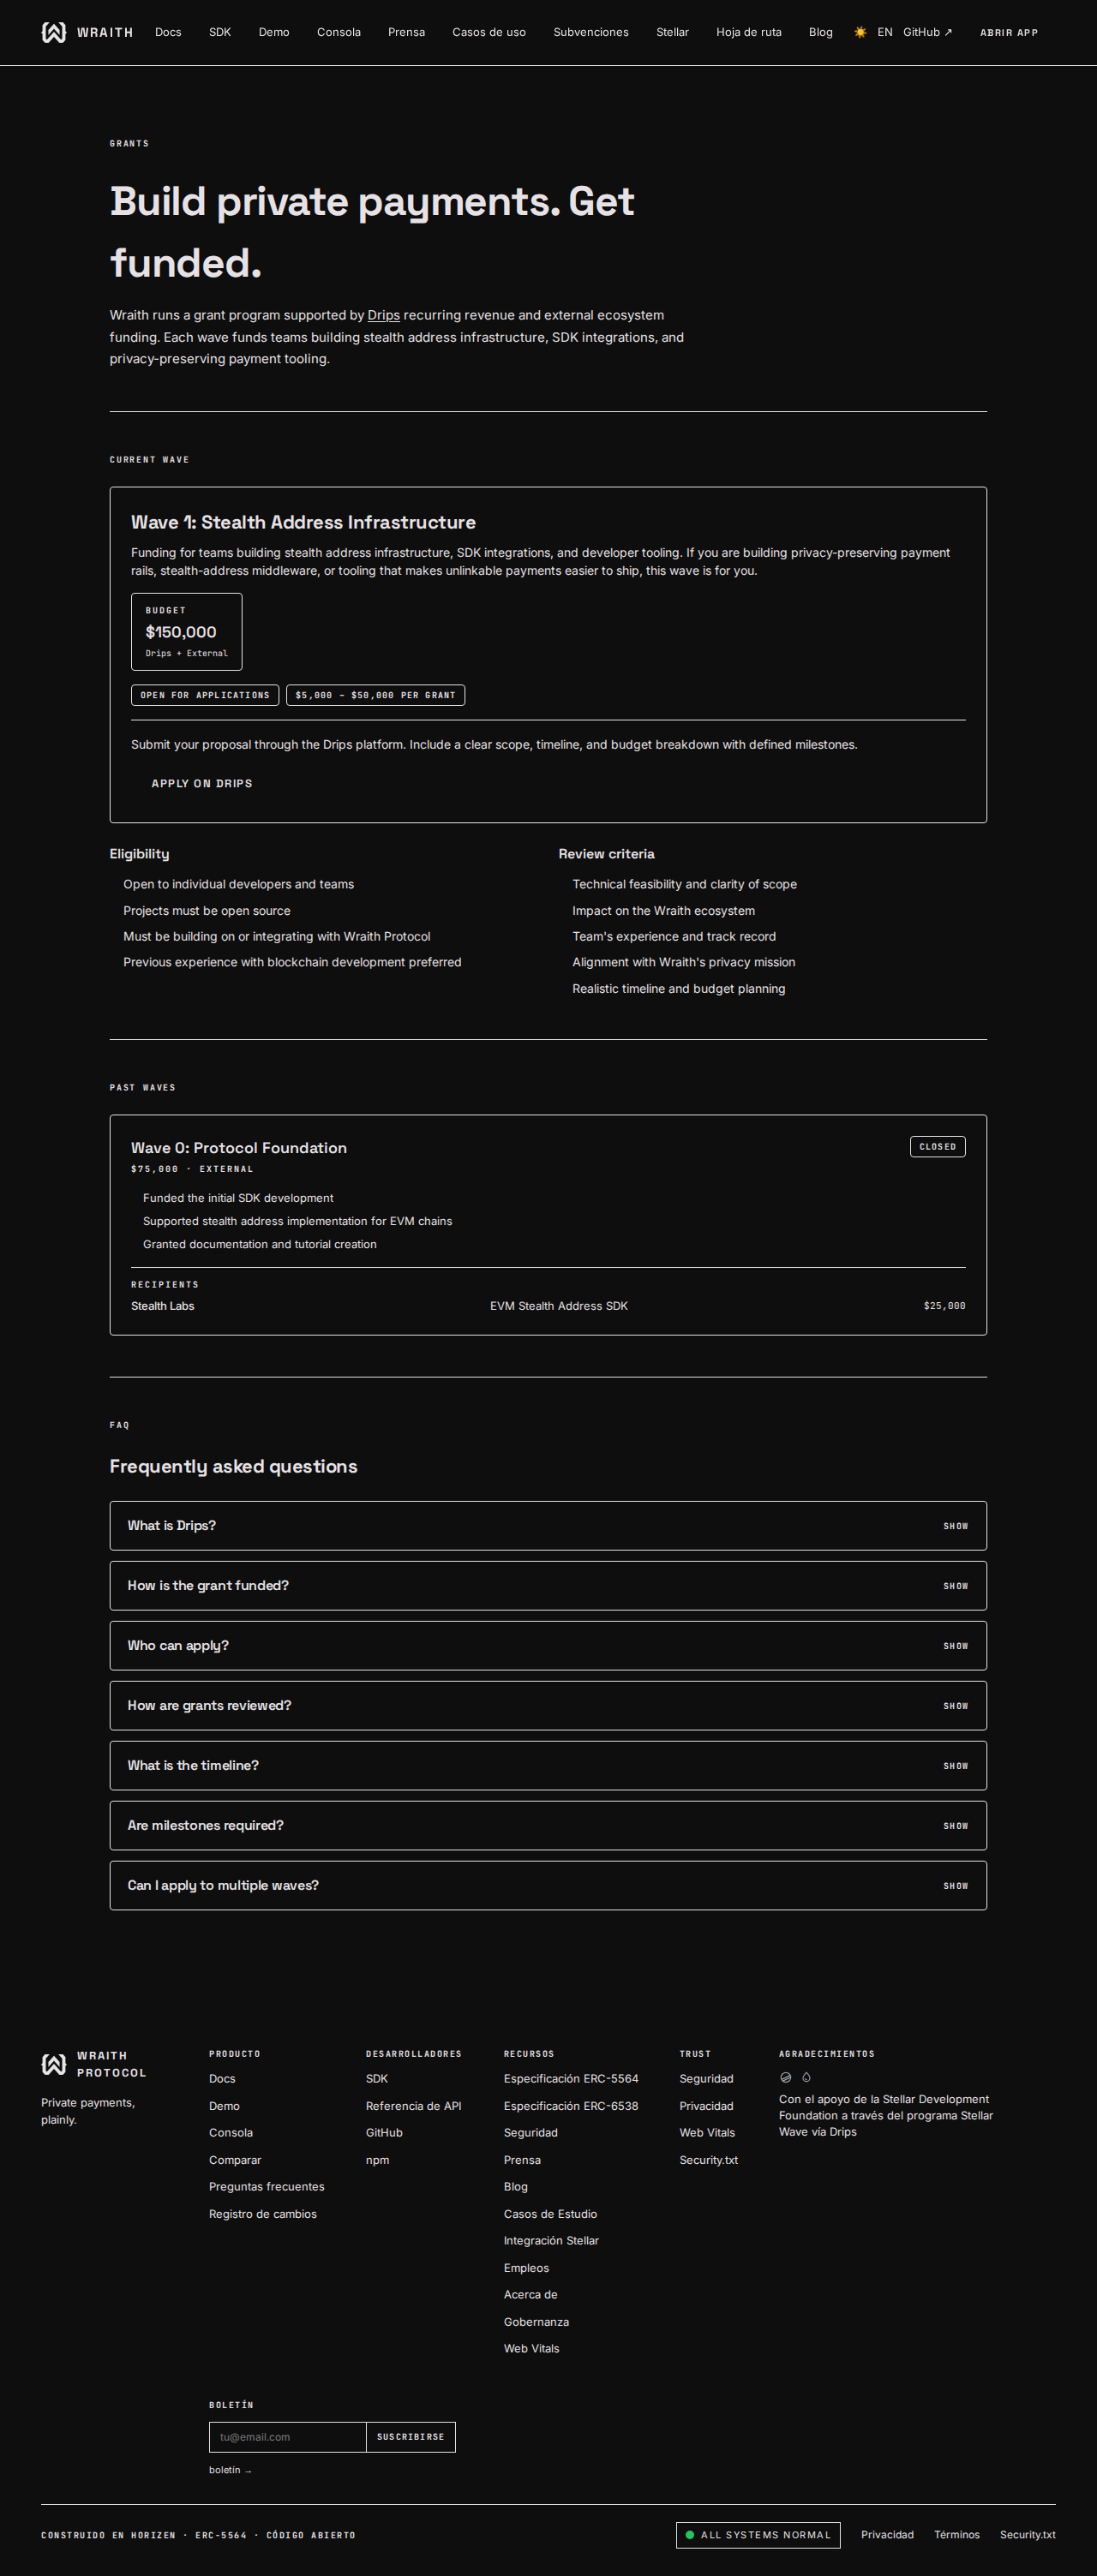 WRAITH Docs SDK Demo Consola Prensa Casos de uso Subvenciones Stellar Hoja de ruta Blog ☀️ EN GitHub ↗ ABRIR APP
GRANTS
Build private payments. Get
funded.
Wraith runs a grant program supported by Drips recurring revenue and external ecosystem
funding. Each wave funds teams building stealth address infrastructure, SDK integrations, and
privacy-preserving payment tooling.
CURRENT WAVE
Wave 1: Stealth Address Infrastructure
Funding for teams building stealth address infrastructure, SDK integrations, and developer tooling. If you are building privacy-preserving payment
rails, stealth-address middleware, or tooling that makes unlinkable payments easier to ship, this wave is for you.
BUDGET
$150,000
Drips + External
OPEN FOR APPLICATIONS $5,000 – $50,000 PER GRANT
Submit your proposal through the Drips platform. Include a clear scope, timeline, and budget breakdown with defined milestones.
APPLY ON DRIPS
Eligibility
Open to individual developers and teams
Projects must be open source
Must be building on or integrating with Wraith Protocol
Previous experience with blockchain development preferred
Review criteria
Technical feasibility and clarity of scope
Impact on the Wraith ecosystem
Team's experience and track record
Alignment with Wraith's privacy mission
Realistic timeline and budget planning
PAST WAVES
Wave 0: Protocol Foundation CLOSED
$75,000 · EXTERNAL
Funded the initial SDK development
Supported stealth address implementation for EVM chains
Granted documentation and tutorial creation
RECIPIENTS
Stealth Labs EVM Stealth Address SDK $25,000
FAQ
Frequently asked questions
What is Drips? SHOW
How is the grant funded? SHOW
Who can apply? SHOW
How are grants reviewed? SHOW
What is the timeline? SHOW
Are milestones required? SHOW
Can I apply to multiple waves? SHOW
WRAITH
PROTOCOL
Private payments,
plainly.
PRODUCTO
Docs
Demo
Consola
Comparar
Preguntas frecuentes
Registro de cambios
DESARROLLADORES
SDK
Referencia de API
GitHub
npm
RECURSOS
Especificación ERC-5564
Especificación ERC-6538
Seguridad
Prensa
Blog
Casos de Estudio
Integración Stellar
Empleos
Acerca de
Gobernanza
Web Vitals
TRUST
Seguridad
Privacidad
Web Vitals
Security.txt
AGRADECIMIENTOS
Con el apoyo de la Stellar Development
Foundation a través del programa Stellar
Wave vía Drips
BOLETÍN
tu@email.com SUSCRIBIRSE
boletín →
CONSTRUIDO EN HORIZEN · ERC-5564 · CÓDIGO ABIERTO ALL SYSTEMS NORMAL Privacidad Términos Security.txt